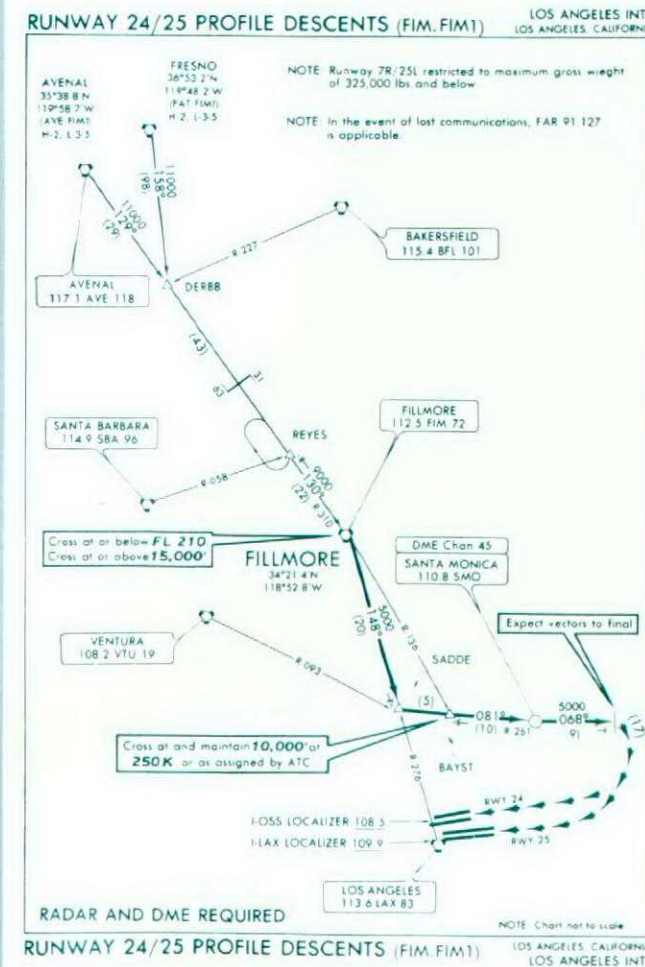 RUNWAY 24/25 PROFILE DESCENTS (FIM.FIM1)
LOS ANGELES INT
LOS ANGELES, CALIFORNI
AVENAL
35°38.8'N
119°58.7'W
(AVE FIM1)
H-2, L-3-5
FRESNO
36°53.2'N
119°48.2'W
(FAT FIM1)
H-2, L-3-5
NOTE: Runway 7R/25L restricted to maximum gross wieght
of 325,000 lbs and below
NOTE: In the event of lost communications, FAR 91.127
is applicable.
11000
129°
(29)
11000
158°
(98)
R-227
BAKERSFIELD
115.4 BFL 101
AVENAL
117.1 AVE 118
DERBB
(43)
31
63
SANTA BARBARA
114.9 SBA 96
REYES
FILLMORE
112.5 FIM 72
R-058
9000
130°
(22)
R-310
Cross at or below FL 210
Cross at or above 15,000'
FILLMORE
34°21.4'N
118°52.8'W
DME Chan 45
SANTA MONICA
110.8 SMO
5000
148°
(20)
R-136
Expect vectors to final
VENTURA
108.2 VTU 19
SADDE
R-093
(5)
081°
(10)
R-261
5000
068°
9)
(17)
Cross at and maintain 10,000' at
250K or as assigned by ATC
BAYST
R-276
RWY 24
I-OSS LOCALIZER 108.5
I-LAX LOCALIZER 109.9
RWY 25
LOS ANGELES
113.6 LAX 83
RADAR AND DME REQUIRED
NOTE: Chart not to scale
RUNWAY 24/25 PROFILE DESCENTS (FIM.FIM1)
LOS ANGELES, CALIFORNI
LOS ANGELES INT